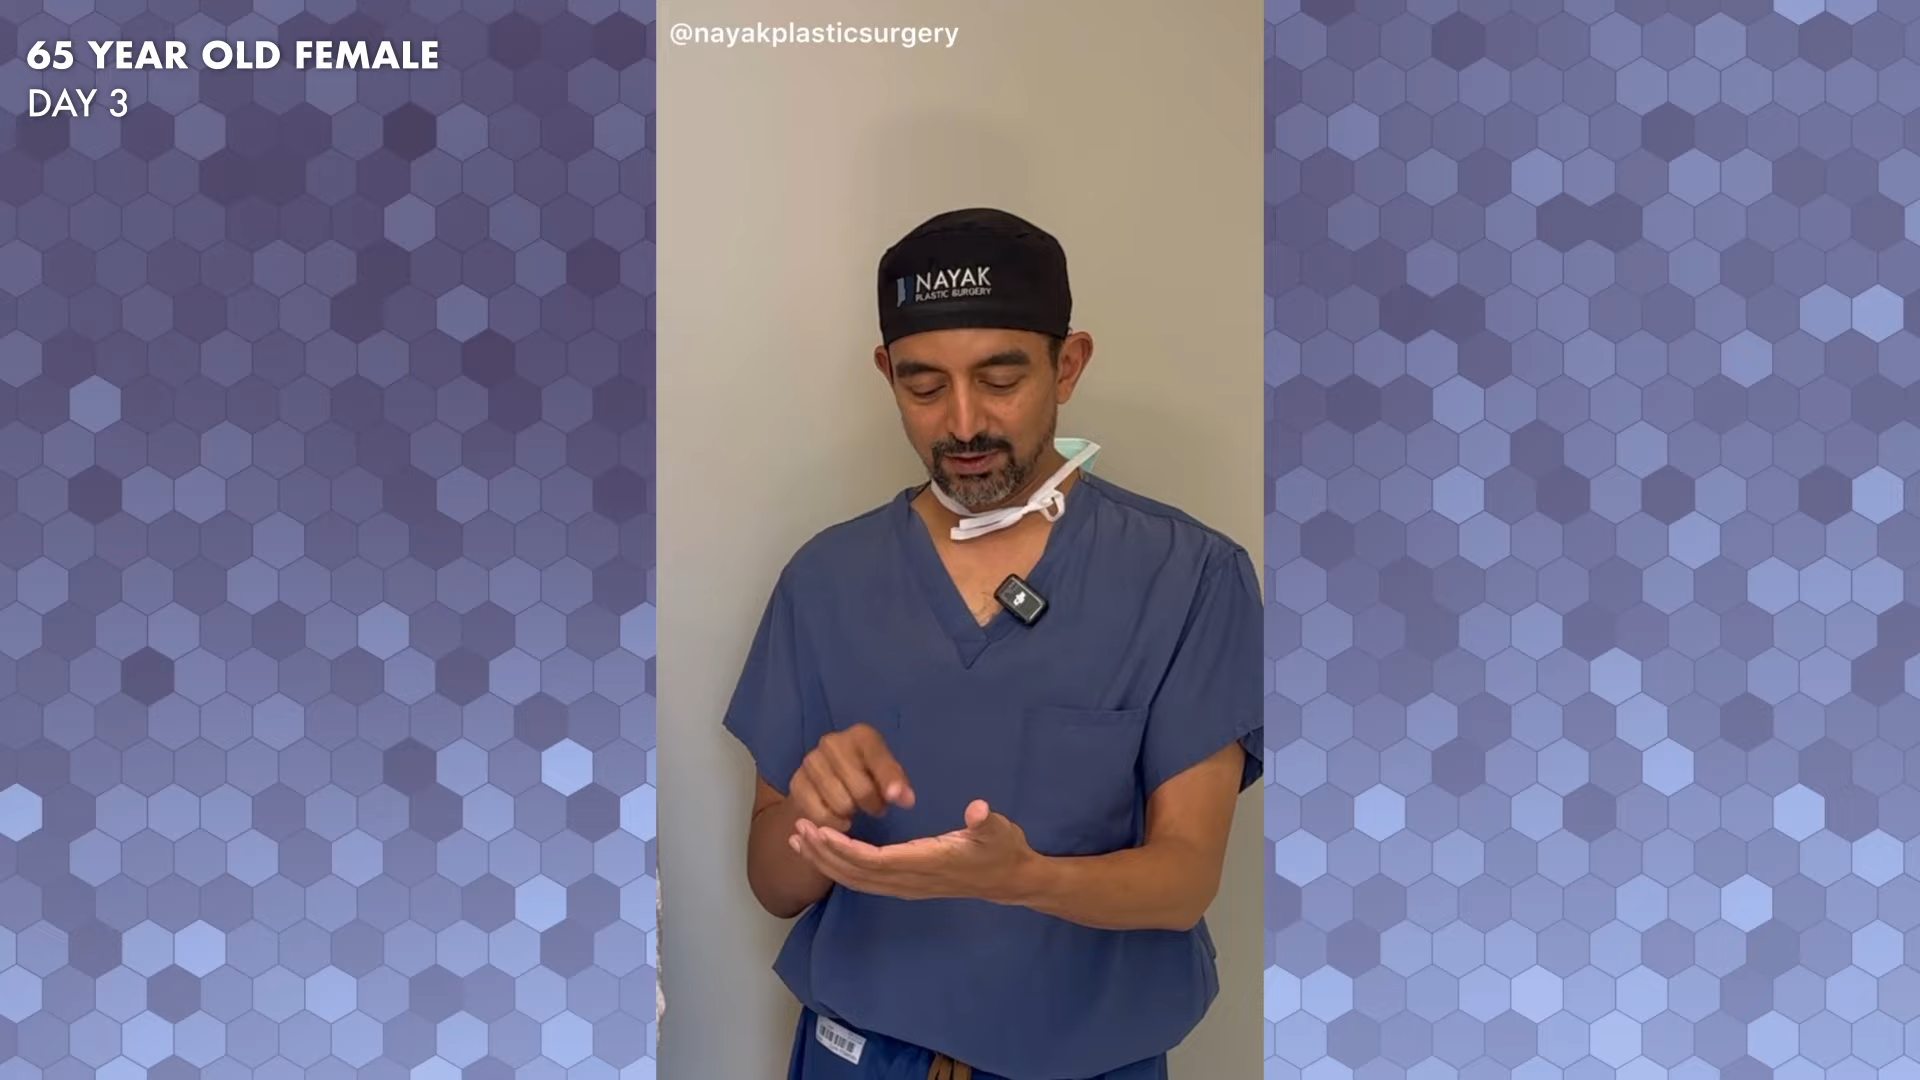 65 YEAR OLD FEMALE
DAY 3
@nayakplasticsurgery
NAYAK
PLASTIC SURGERY